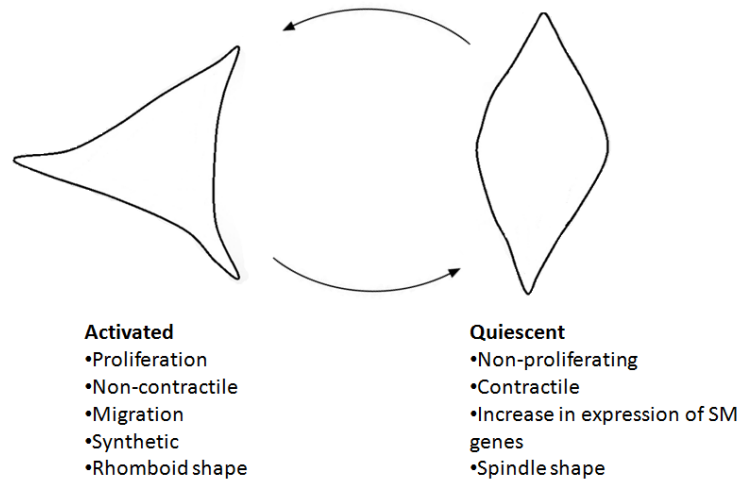 Activated
•Proliferation
•Non-contractile
•Migration
•Synthetic
•Rhomboid shape
Quiescent
•Non-proliferating
•Contractile
•Increase in expression of SM
genes
•Spindle shape